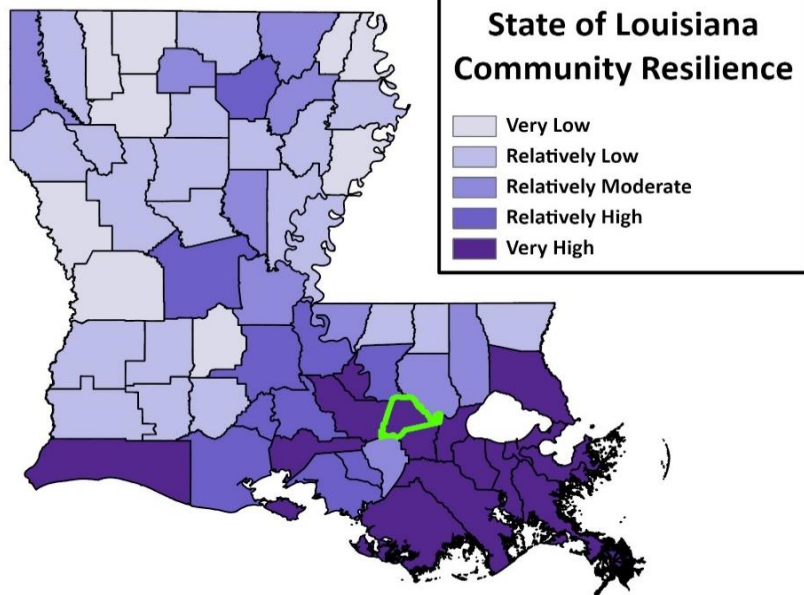 State of Louisiana
Community Resilience
Very Low
Relatively Low
Relatively Moderate
Relatively High
Very High